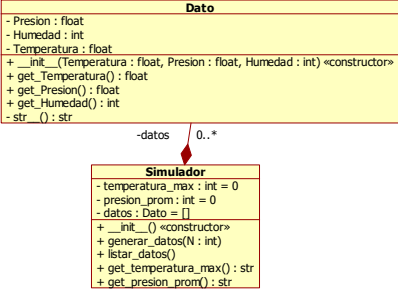 Dato
- Presion : float
- Humedad : int
- Temperatura : float
+ __init__(Temperatura : float, Presion : float, Humedad : int) «constructor»
+ get_Temperatura() : float
+ get_Presion() : float
+ get_Humedad() : int
- str__() : str
-datos 0..*
Simulador
- temperatura_max : int = 0
- presion_prom : int = 0
- datos : Dato = []
+ __init__() «constructor»
+ generar_datos(N : int)
+ listar_datos()
+ get_temperatura_max() : str
+ get_presion_prom() : str